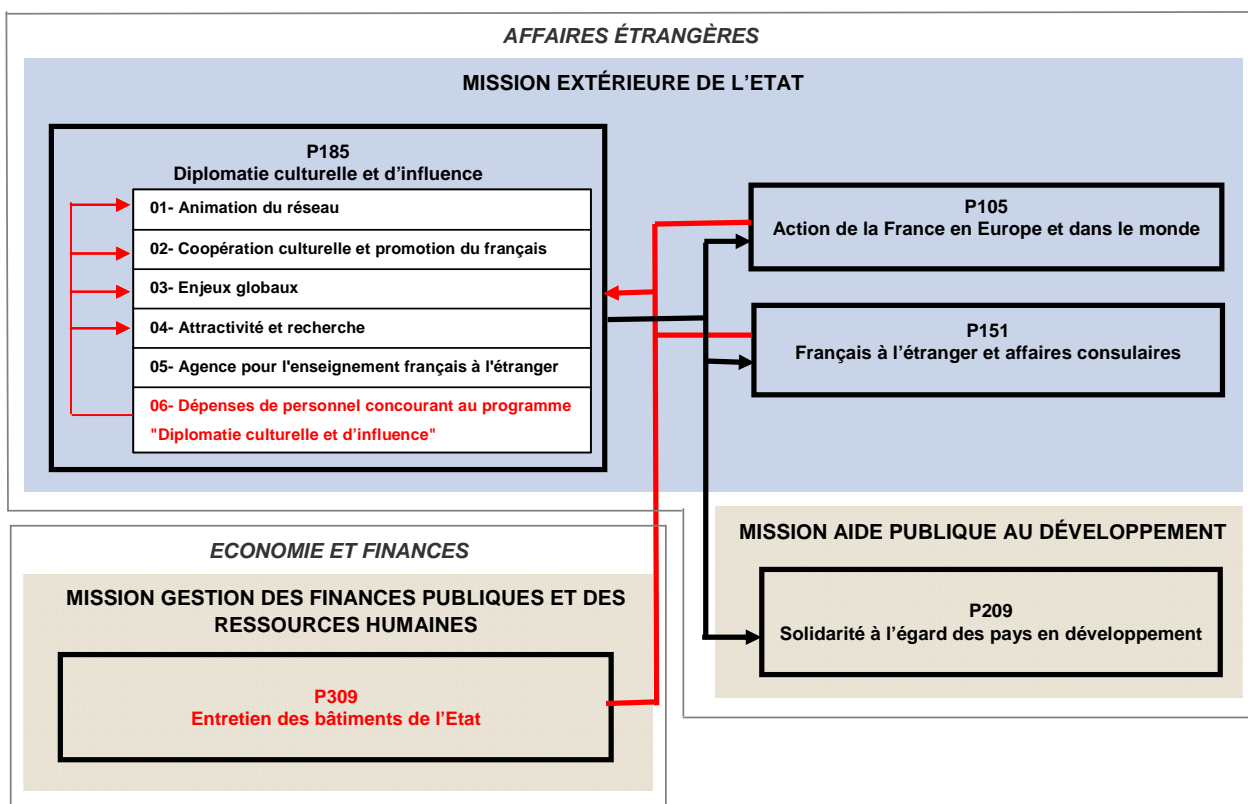 AFFAIRES ÉTRANGÈRES
MISSION EXTÉRIEURE DE L’ETAT
P185
Diplomatie culturelle et d’influence
01- Animation du réseau
02- Coopération culturelle et promotion du français
03- Enjeux globaux
04- Attractivité et recherche
05- Agence pour l'enseignement français à l'étranger
06- Dépenses de personnel concourant au programme
"Diplomatie culturelle et d’influence"
P105
Action de la France en Europe et dans le monde
P151
Français à l’étranger et affaires consulaires
MISSION AIDE PUBLIQUE AU DÉVELOPPEMENT
P209
Solidarité à l’égard des pays en développement
ECONOMIE ET FINANCES
MISSION GESTION DES FINANCES PUBLIQUES ET DES
RESSOURCES HUMAINES
P309
Entretien des bâtiments de l’Etat